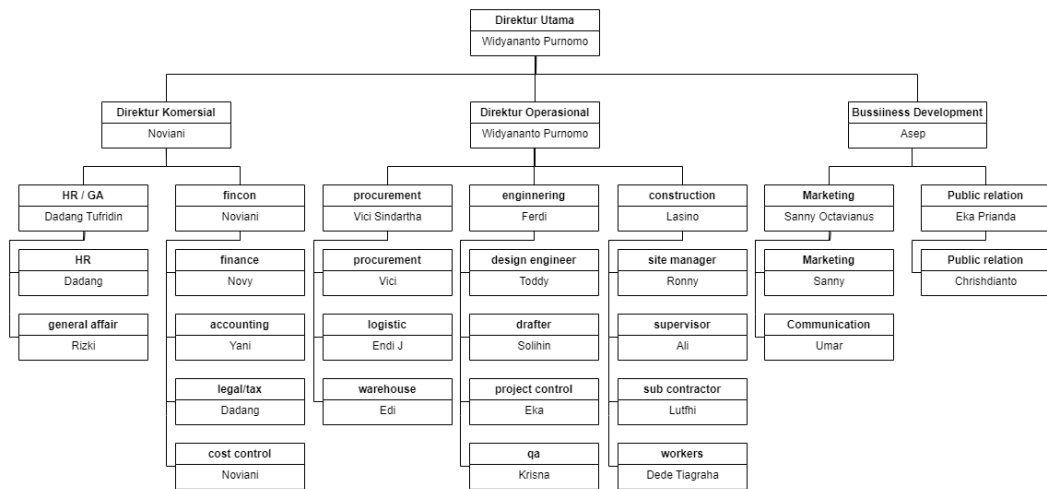 Direktur Utama
Widyananto Purnomo
Direktur Komersial
Noviani
Direktur Operasional
Widyananto Purnomo
Bussiiness Development
Asep
HR / GA
Dadang Tufridin
fincon
Noviani
procurement
Vici Sindartha
enginnering
Ferdi
construction
Lasino
Marketing
Sanny Octavianus
Public relation
Eka Prianda
HR
Dadang
finance
Novy
procurement
Vici
design engineer
Toddy
site manager
Ronny
Marketing
Sanny
Public relation
Chrishdianto
general affair
Rizki
accounting
Yani
logistic
Endi J
drafter
Solihin
supervisor
Ali
Communication
Umar
legal/tax
Dadang
warehouse
Edi
project control
Eka
sub contractor
Lutfhi
cost control
Noviani
qa
Krisna
workers
Dede Tiagraha